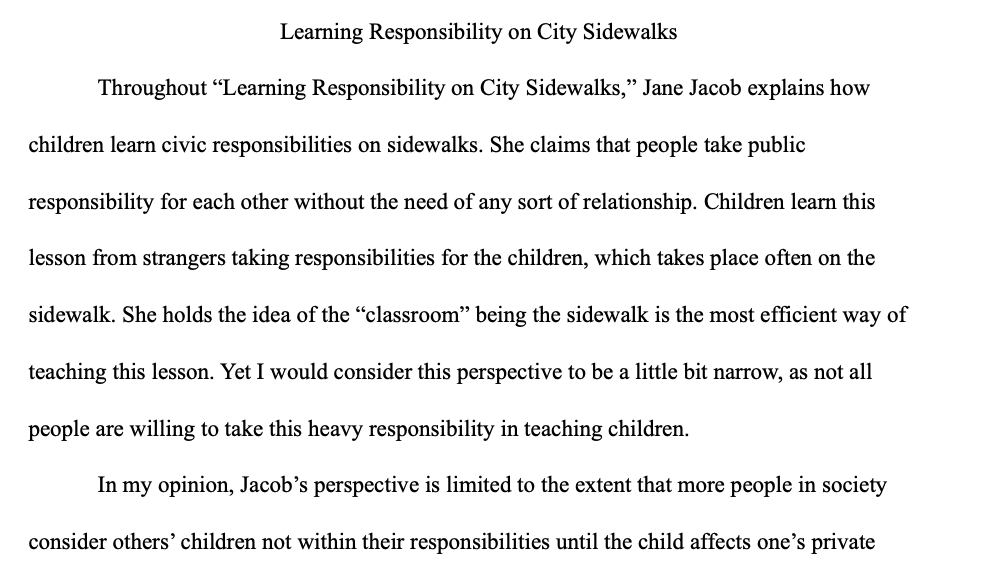 Learning Responsibility on City Sidewalks
Throughout “Learning Responsibility on City Sidewalks,” Jane Jacob explains how
children learn civic responsibilities on sidewalks. She claims that people take public
responsibility for each other without the need of any sort of relationship. Children learn this
lesson from strangers taking responsibilities for the children, which takes place often on the
sidewalk. She holds the idea of the “classroom” being the sidewalk is the most efficient way of
teaching this lesson. Yet I would consider this perspective to be a little bit narrow, as not all
people are willing to take this heavy responsibility in teaching children.
In my opinion, Jacob’s perspective is limited to the extent that more people in society
consider others’ children not within their responsibilities until the child affects one’s private